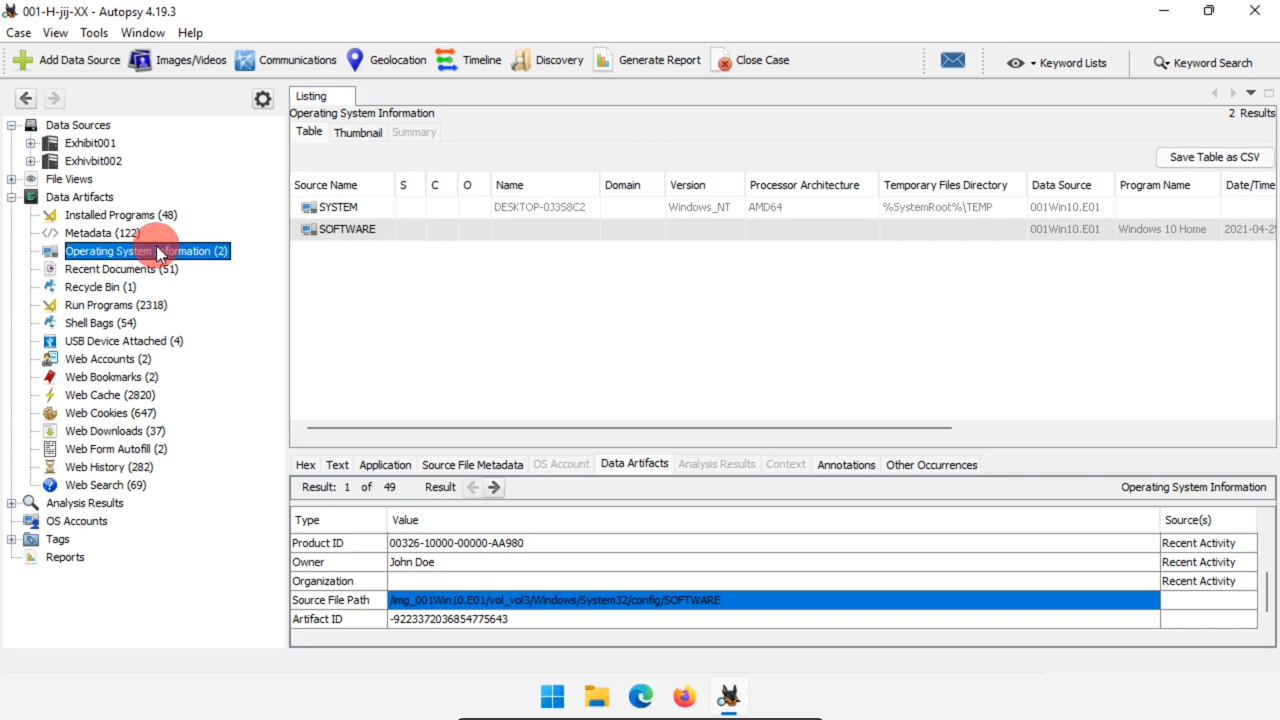 001-H-jij-XX - Autopsy 4.19.3
Case View Tools Window Help
Add Data Source Images/Videos Communications Geolocation Timeline Discovery Generate Report Close Case Keyword Lists Keyword Search
Listing
Operating System Information 2 Results
Table Thumbnail Summary
Save Table as CSV
Source Name S C O Name Domain Version Processor Architecture Temporary Files Directory Data Source Program Name Date/Time
SYSTEM DESKTOP-0J3S8C2 Windows_NT AMD64 %SystemRoot%\TEMP 001Win10.E01
SOFTWARE 001Win10.E01 Windows 10 Home 2021-04-2
Data Sources
Exhibit001
Exhivbit002
File Views
Data Artifacts
Installed Programs (48)
Metadata (122)
Operating System Information (2)
Recent Documents (51)
Recycle Bin (1)
Run Programs (2318)
Shell Bags (54)
USB Device Attached (4)
Web Accounts (2)
Web Bookmarks (2)
Web Cache (2820)
Web Cookies (647)
Web Downloads (37)
Web Form Autofill (2)
Web History (282)
Web Search (69)
Analysis Results
OS Accounts
Tags
Reports
Hex Text Application Source File Metadata OS Account Data Artifacts Analysis Results Context Annotations Other Occurrences
Result: 1 of 49 Result Operating System Information
Type Value Source(s)
Product ID 00326-10000-00000-AA980 Recent Activity
Owner John Doe Recent Activity
Organization Recent Activity
Source File Path /img_001Win10.E01/vol_vol3/Windows/System32/config/SOFTWARE
Artifact ID -9223372036854775643